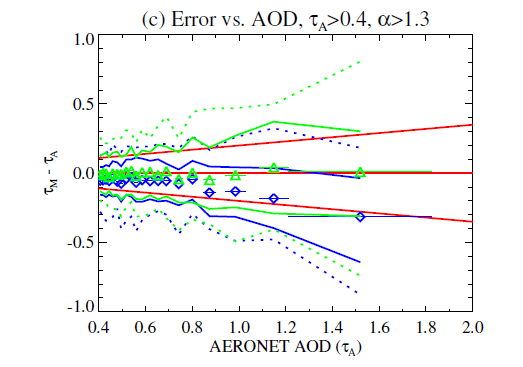 (c) Error vs. AOD, τA>0.4, α>1.3
1.0
0.5
0.0
-0.5
-1.0
τM - τA
0.4 0.6 0.8 1.0 1.2 1.4 1.6 1.8 2.0
AERONET AOD (τA)